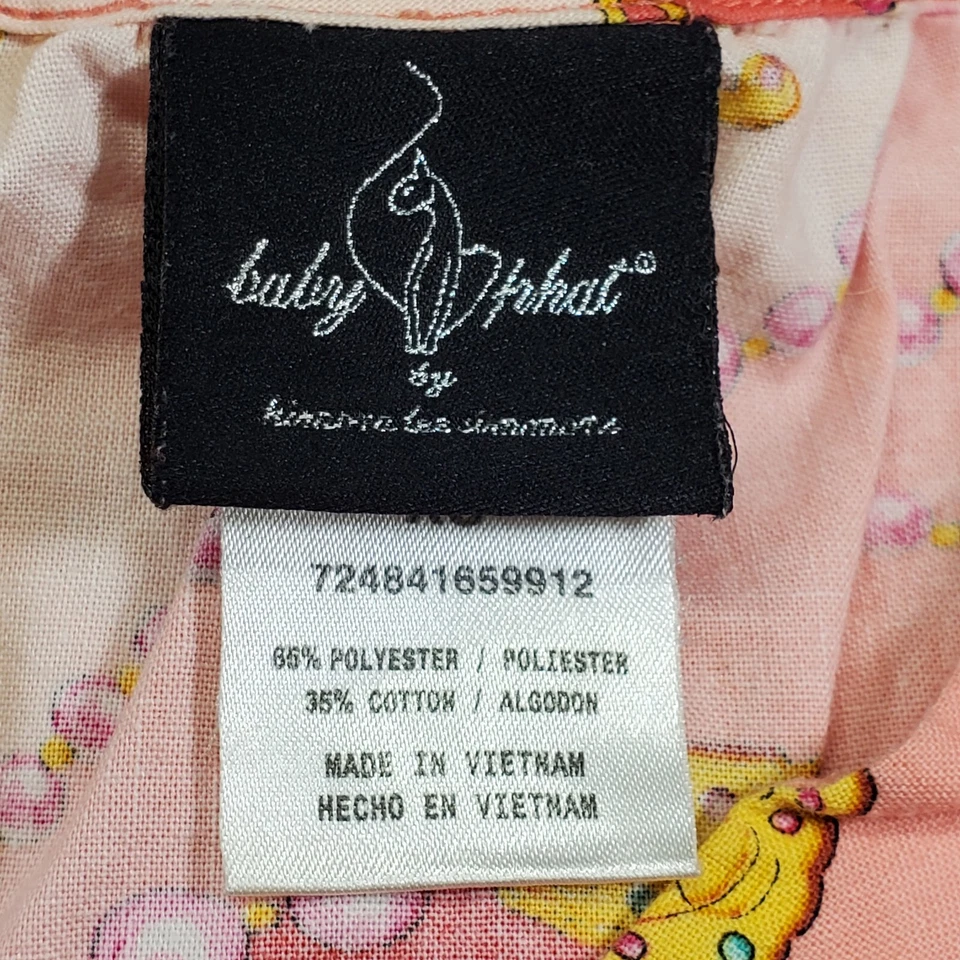 baby phat®
by
kimora lee simmons
724841659912
65% POLYESTER / POLIESTER
35% COTTON / ALGODON
MADE IN VIETNAM
HECHO EN VIETNAM